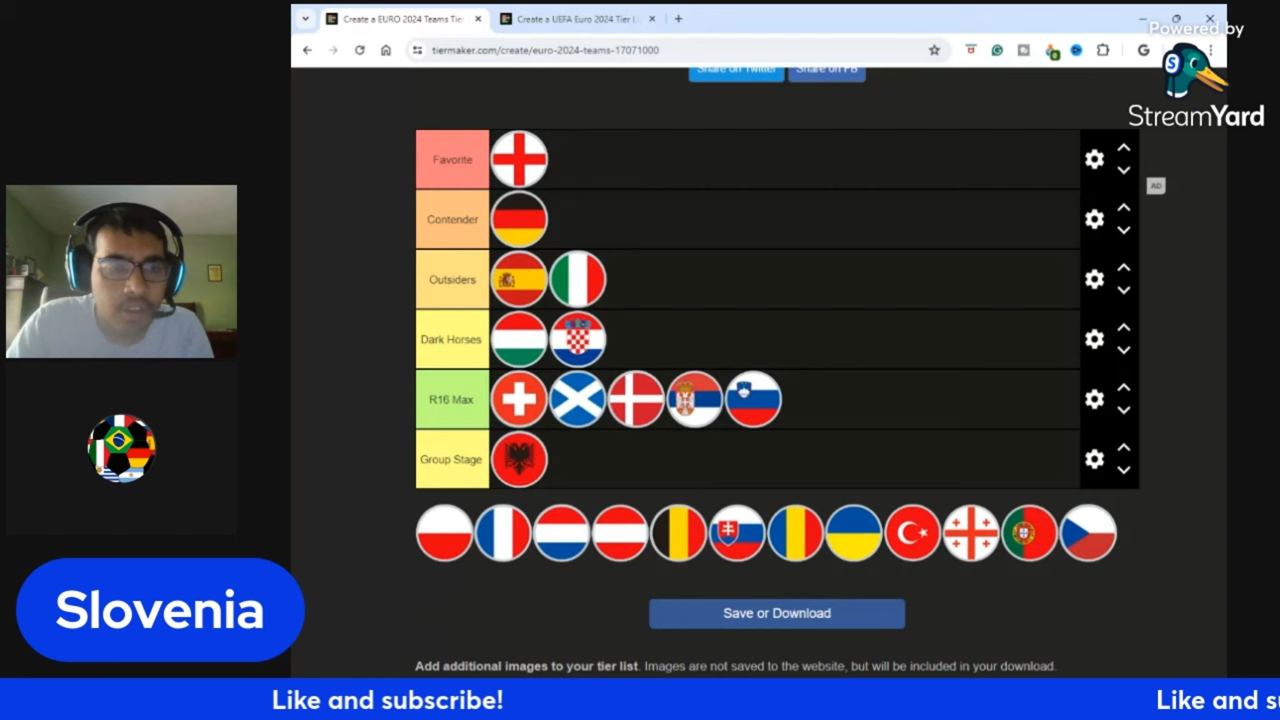 Create a EURO 2024 Teams Tie
Create a UEFA Euro 2024 Tier
Powered by
tiermaker.com/create/euro-2024-teams-17071000
G
S
StreamYard
Share on Twitter
Share on FB
Favorite
AD
Contender
Outsiders
Dark Horses
R16 Max
Group Stage
Save or Download
Slovenia
Add additional images to your tier list. Images are not saved to the website, but will be included in your download.
Like and subscribe!
Like and su